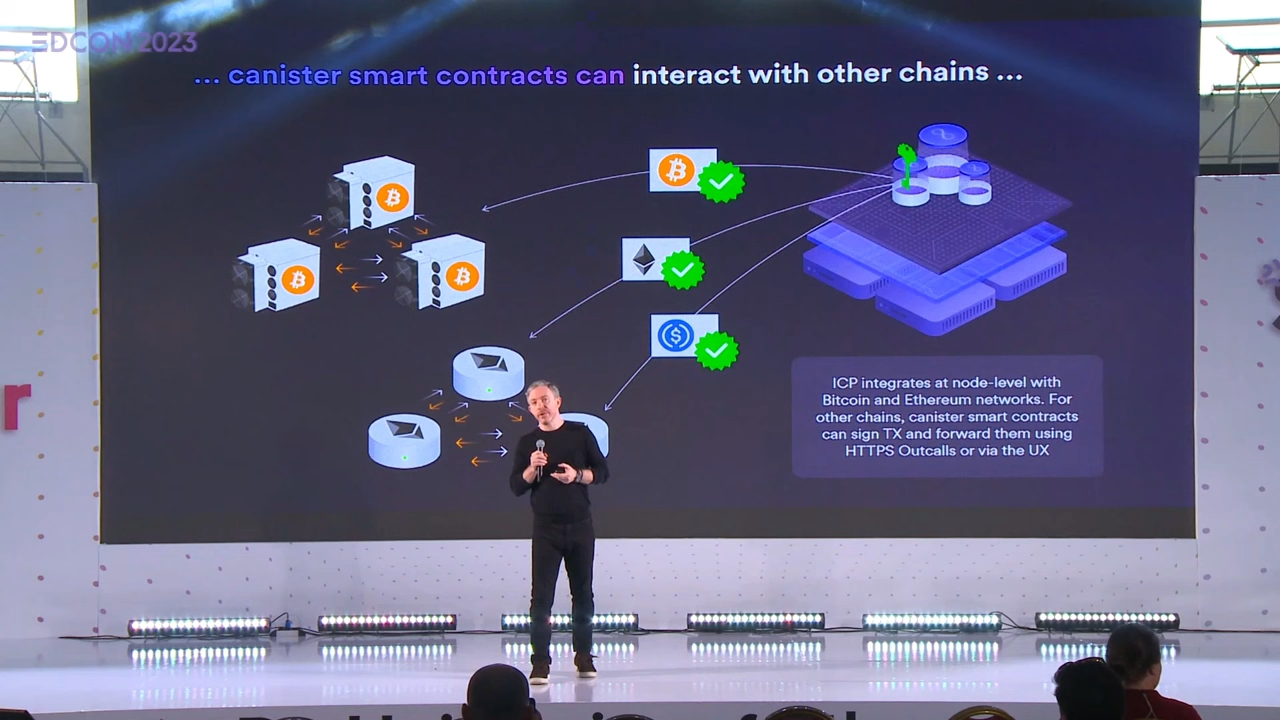 EDCON 2023
... canister smart contracts can interact with other chains ...
ICP integrates at node-level with
Bitcoin and Ethereum networks. For
other chains, canister smart contracts
can sign TX and forward them using
HTTPS Outcalls or via the UX
r